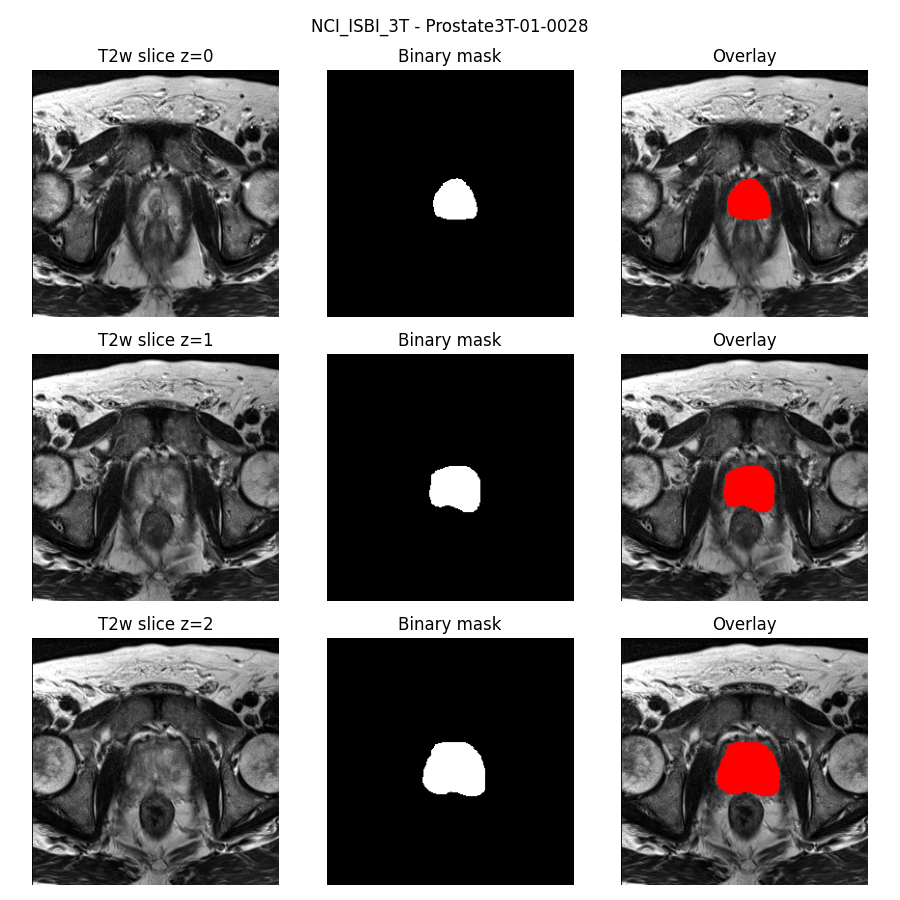 NCI_ISBI_3T - Prostate3T-01-0028
T2w slice z=0
Binary mask
Overlay
T2w slice z=1
Binary mask
Overlay
T2w slice z=2
Binary mask
Overlay